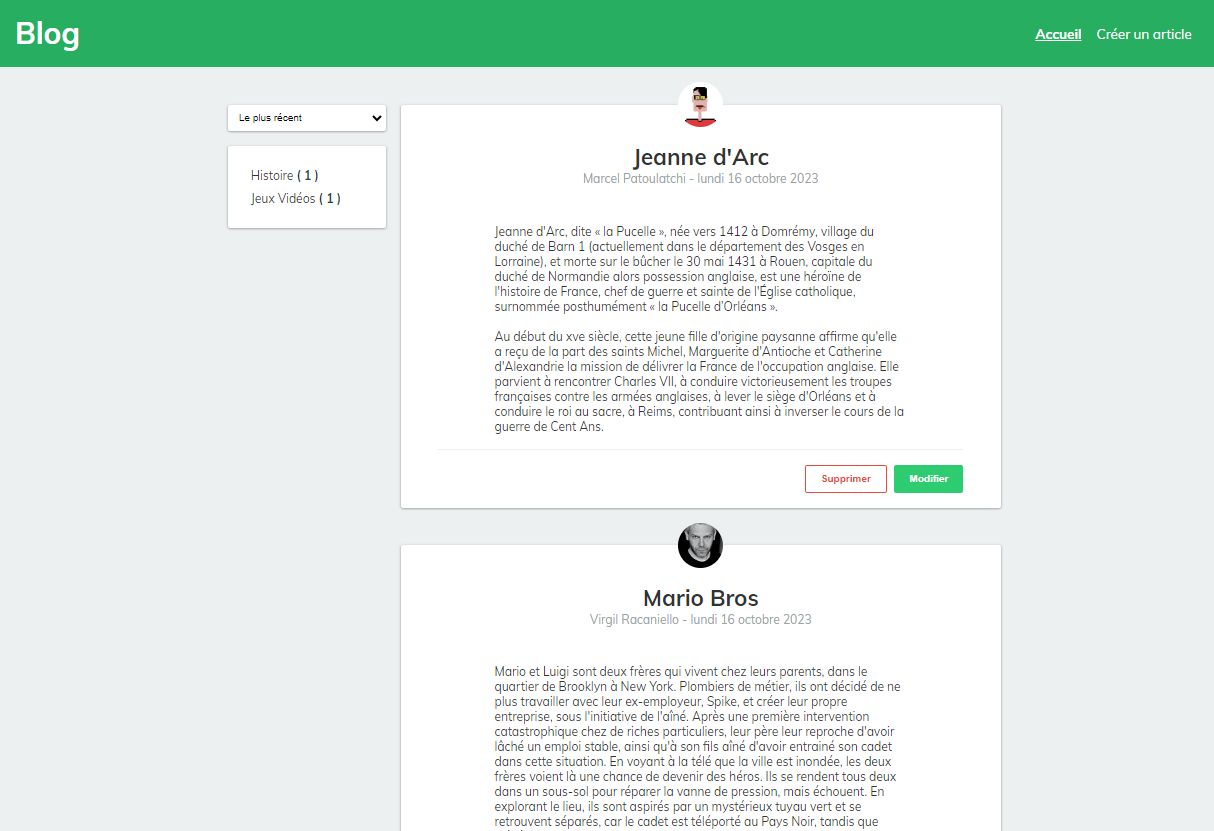 Blog
Accueil
Créer un article
Le plus récent
Histoire ( 1 )
Jeux Vidéos ( 1 )
Jeanne d'Arc
Marcel Patoulatchi - lundi 16 octobre 2023
Jeanne d'Arc, dite « la Pucelle », née vers 1412 à Domrémy, village du
duché de Barn 1 (actuellement dans le département des Vosges en
Lorraine), et morte sur le bûcher le 30 mai 1431 à Rouen, capitale du
duché de Normandie alors possession anglaise, est une héroïne de
l'histoire de France, chef de guerre et sainte de l'Église catholique,
surnommée posthumément « la Pucelle d’Orléans ».
Au début du xve siècle, cette jeune fille d'origine paysanne affirme qu'elle
a reçu de la part des saints Michel, Marguerite d'Antioche et Catherine
d'Alexandrie la mission de délivrer la France de l'occupation anglaise. Elle
parvient à rencontrer Charles VII, à conduire victorieusement les troupes
françaises contre les armées anglaises, à lever le siège d'Orléans et à
conduire le roi au sacre, à Reims, contribuant ainsi à inverser le cours de la
guerre de Cent Ans.
Supprimer
Modifier
Mario Bros
Virgil Racaniello - lundi 16 octobre 2023
Mario et Luigi sont deux frères qui vivent chez leurs parents, dans le
quartier de Brooklyn à New York. Plombiers de métier, ils ont décidé de ne
plus travailler avec leur ex-employeur, Spike, et créer leur propre
entreprise, sous l'initiative de l'aîné. Après une première intervention
catastrophique chez de riches particuliers, leur père leur reproche d'avoir
lâché un emploi stable, ainsi qu'à son fils aîné d'avoir entrainé son cadet
dans cette situation. En voyant à la télé que la ville est inondée, les deux
frères voient là une chance de devenir des héros. Ils se rendent tous deux
dans un sous-sol pour réparer la vanne de pression, mais échouent. En
explorant le lieu, ils sont aspirés par un mystérieux tuyau vert et se
retrouvent séparés, car le cadet est téléporté au Pays Noir, tandis que